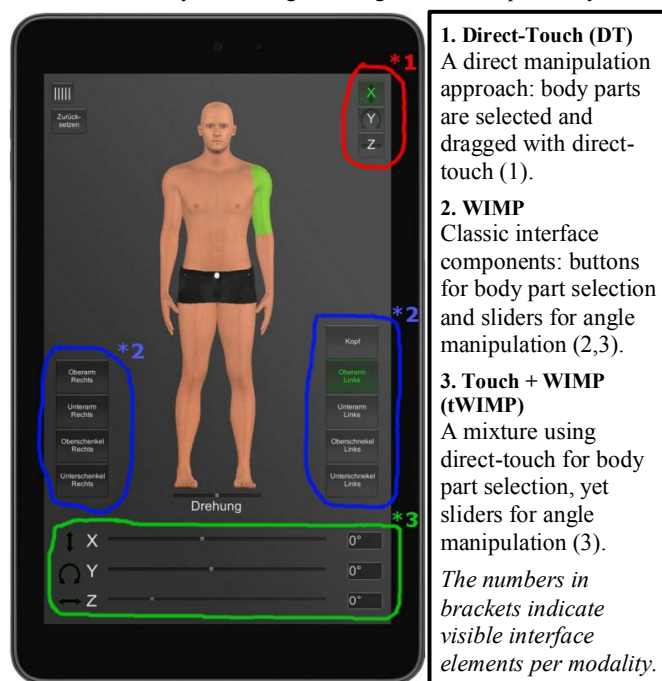 *1
X
Zurück-
setzen
Y
Z
*2
Kopf
*2
Oberarm
Links
Oberarm
Rechts
Unterarm
Links
Unterarm
Rechts
Oberschnekel
Links
Oberschenkel
Rechts
Unterschnekel
Links
Unterschenkel
Rechts
Drehung
*3
X 0°
Y 0°
Z 0°
1. Direct-Touch (DT)
A direct manipulation
approach: body parts
are selected and
dragged with direct-
touch (1).
2. WIMP
Classic interface
components: buttons
for body part selection
and sliders for angle
manipulation (2,3).
3. Touch + WIMP
(tWIMP)
A mixture using
direct-touch for body
part selection, yet
sliders for angle
manipulation (3).
The numbers in
brackets indicate
visible interface
elements per modality.